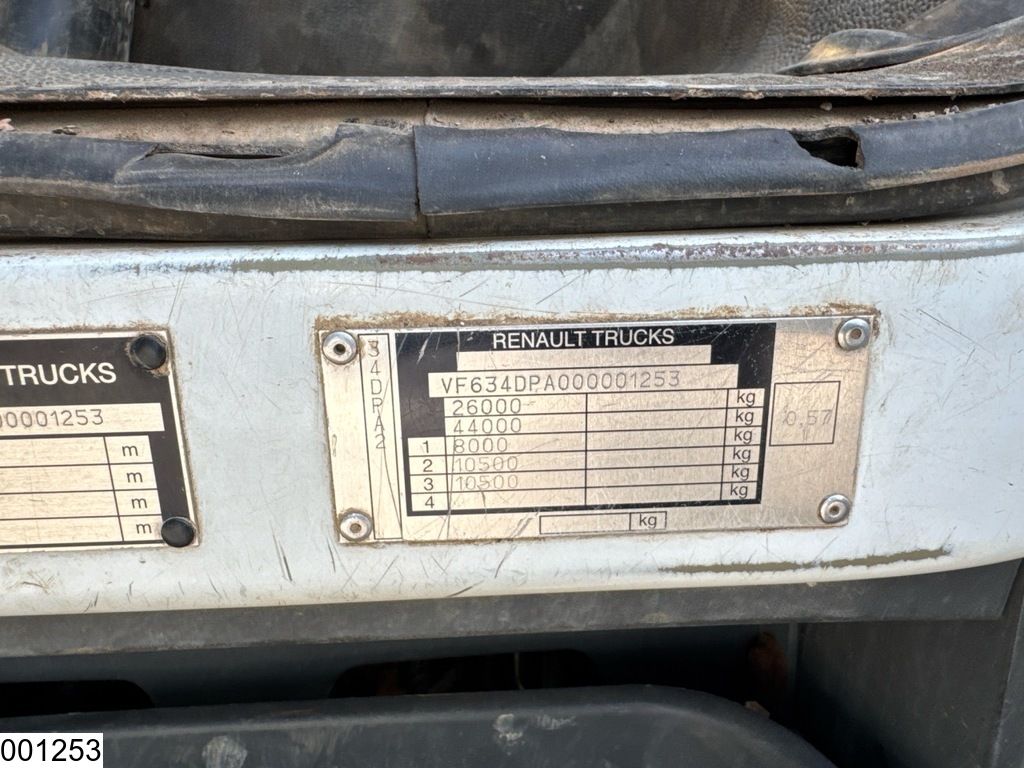 TRUCKS
00001253
m
m
m
m
m
34DPA2
RENAULT TRUCKS
VF634DPA000001253
26000 kg
44000 kg
1 8000 kg
2 10500 kg
3 10500 kg
4 kg
kg
0.57
001253